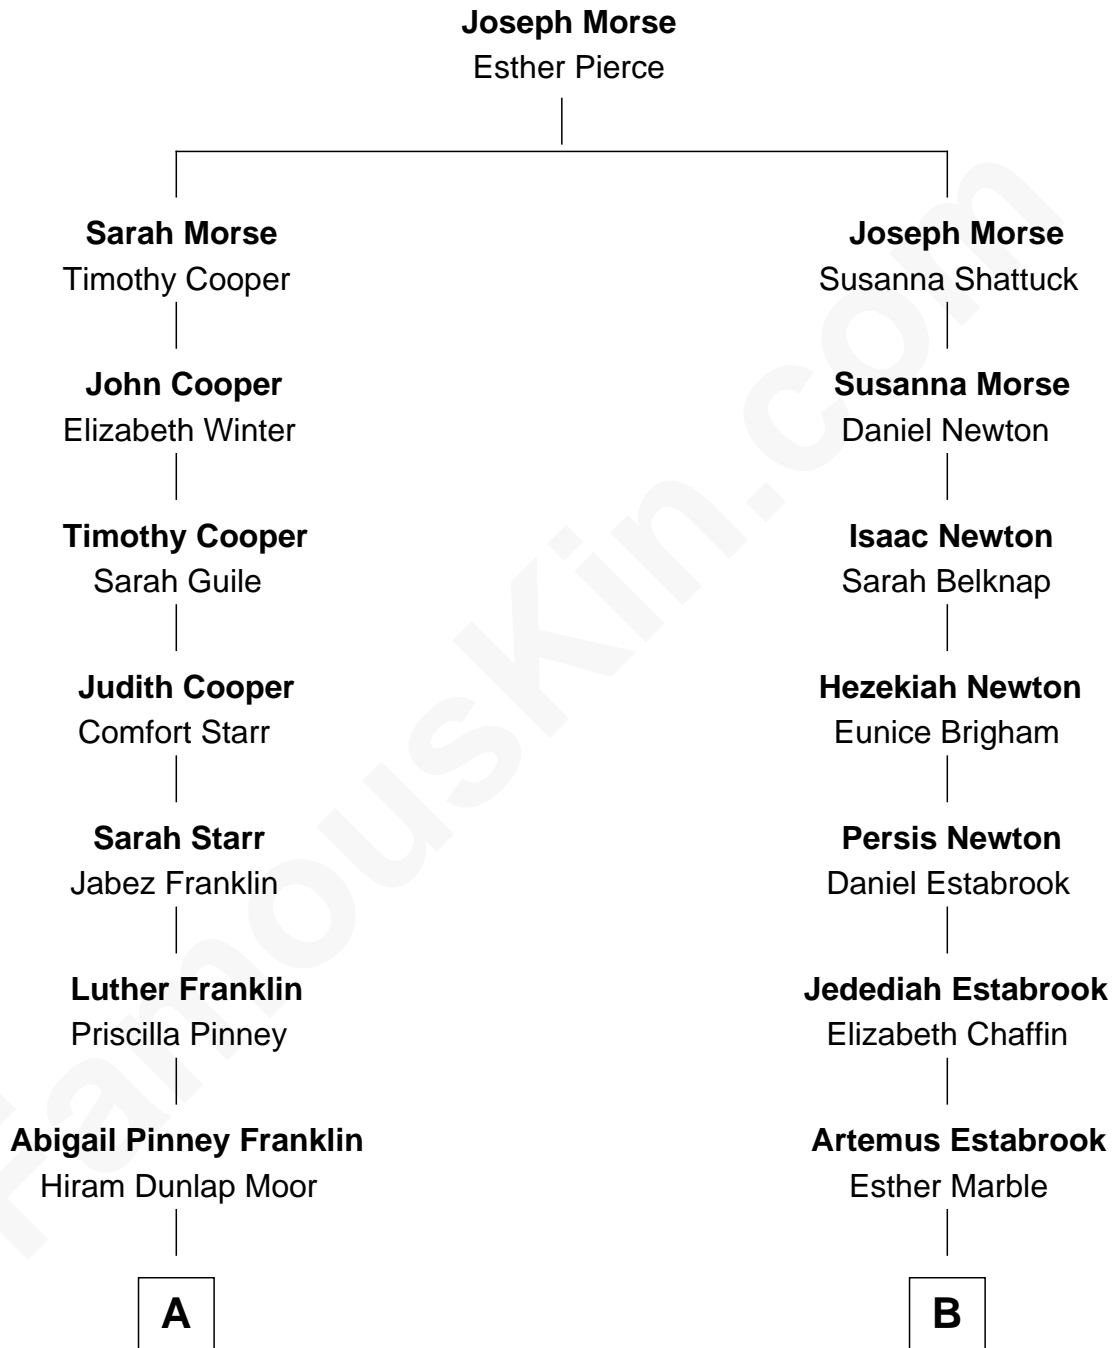 Joseph Morse
Esther Pierce
Sarah Morse
Timothy Cooper
John Cooper
Elizabeth Winter
Timothy Cooper
Sarah Guile
Judith Cooper
Comfort Starr
Sarah Starr
Jabez Franklin
Luther Franklin
Priscilla Pinney
Abigail Pinney Franklin
Hiram Dunlap Moor
A
Joseph Morse
Susanna Shattuck
Susanna Morse
Daniel Newton
Isaac Newton
Sarah Belknap
Hezekiah Newton
Eunice Brigham
Persis Newton
Daniel Estabrook
Jedediah Estabrook
Elizabeth Chaffin
Artemus Estabrook
Esther Marble
B
FamousKin.com